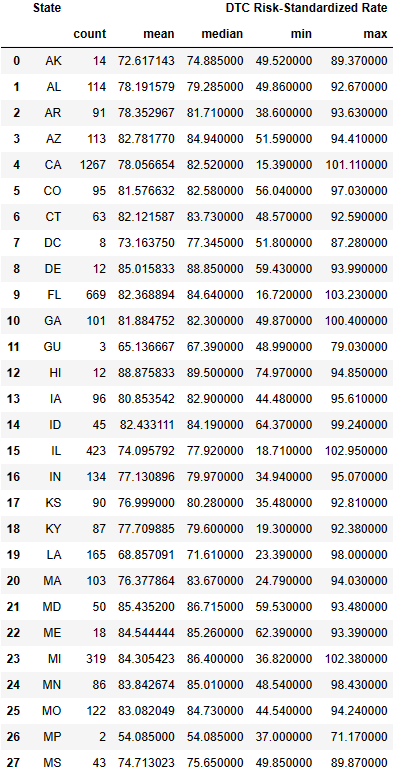 State DTC Risk-Standardized Rate
count mean median min max
0 AK 14 72.617143 74.885000 49.520000 89.370000
1 AL 114 78.191579 79.285000 49.860000 92.670000
2 AR 91 78.352967 81.710000 38.600000 93.630000
3 AZ 113 82.781770 84.940000 51.590000 94.410000
4 CA 1267 78.056654 82.520000 15.390000 101.110000
5 CO 95 81.576632 82.580000 56.040000 97.030000
6 CT 63 82.121587 83.730000 48.570000 92.590000
7 DC 8 73.163750 77.345000 51.800000 87.280000
8 DE 12 85.015833 88.850000 59.430000 93.990000
9 FL 669 82.368894 84.640000 16.720000 103.230000
10 GA 101 81.884752 82.300000 49.870000 100.400000
11 GU 3 65.136667 67.390000 48.990000 79.030000
12 HI 12 88.875833 89.500000 74.970000 94.850000
13 IA 96 80.853542 82.900000 44.480000 95.610000
14 ID 45 82.433111 84.190000 64.370000 99.240000
15 IL 423 74.095792 77.920000 18.710000 102.950000
16 IN 134 77.130896 79.970000 34.940000 95.070000
17 KS 90 76.999000 80.280000 35.480000 92.810000
18 KY 87 77.709885 79.600000 19.300000 92.380000
19 LA 165 68.857091 71.610000 23.390000 98.000000
20 MA 103 76.377864 83.670000 24.790000 94.030000
21 MD 50 85.435200 86.715000 59.530000 93.480000
22 ME 18 84.544444 85.260000 62.390000 93.390000
23 MI 319 84.305423 86.400000 36.820000 102.380000
24 MN 86 83.842674 85.010000 48.540000 98.430000
25 MO 122 83.082049 84.730000 44.540000 94.240000
26 MP 2 54.085000 54.085000 37.000000 71.170000
27 MS 43 74.713023 75.650000 49.850000 89.870000